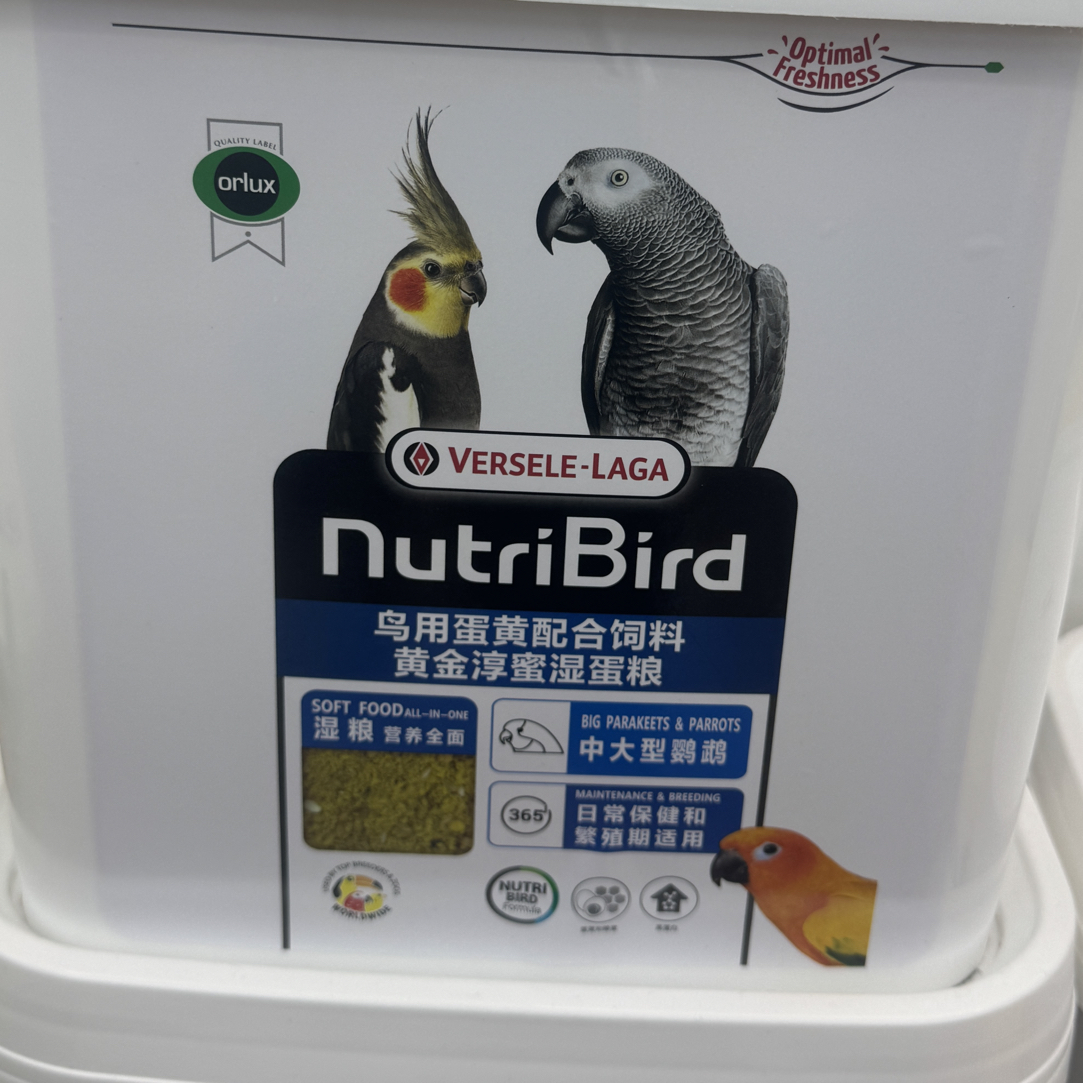 Optimal
Freshness
QUALITY LABEL
orlux
VERSELE-LAGA
nutriBird
鸟用蛋黄配合饲料
黄金淳蜜湿蛋粮
SOFT FOOD ALL-IN-ONE
湿粮 营养全面
BIG PARAKEETS & PARROTS
中大型鹦鹉
MAINTENANCE & BREEDING
365
日常保健和
繁殖期适用
WORLDWIDE
NUTRI
BIRD
Formula